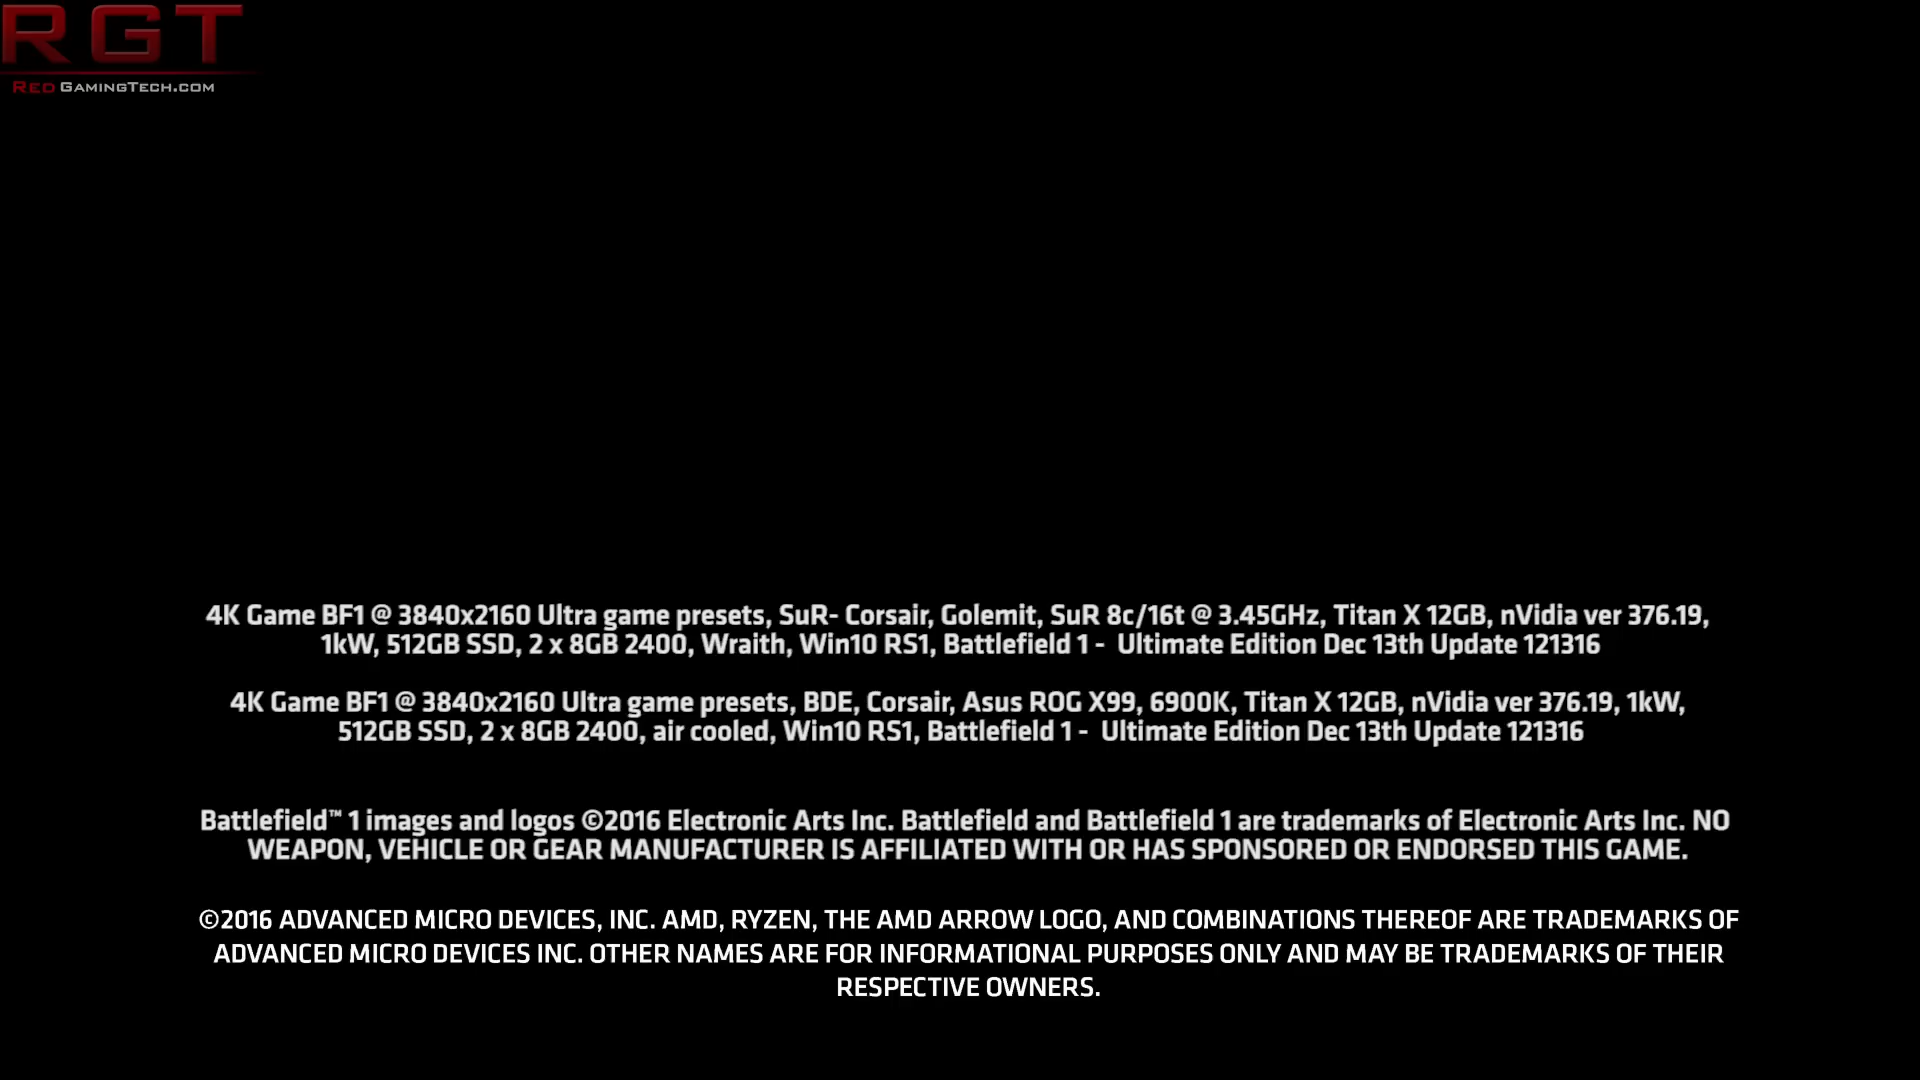 RGT
RED GAMINGTECH.COM
4K Game BF1 @ 3840x2160 Ultra game presets, SuR- Corsair, Golemit, SuR 8c/16t @ 3.45GHz, Titan X 12GB, nVidia ver 376.19,
1kW, 512GB SSD, 2 x 8GB 2400, Wraith, Win10 RS1, Battlefield 1 -  Ultimate Edition Dec 13th Update 121316
4K Game BF1 @ 3840x2160 Ultra game presets, BDE, Corsair, Asus ROG X99, 6900K, Titan X 12GB, nVidia ver 376.19, 1kW,
512GB SSD, 2 x 8GB 2400, air cooled, Win10 RS1, Battlefield 1 -  Ultimate Edition Dec 13th Update 121316
Battlefield™ 1 images and logos ©2016 Electronic Arts Inc. Battlefield and Battlefield 1 are trademarks of Electronic Arts Inc. NO
WEAPON, VEHICLE OR GEAR MANUFACTURER IS AFFILIATED WITH OR HAS SPONSORED OR ENDORSED THIS GAME.
©2016 ADVANCED MICRO DEVICES, INC. AMD, RYZEN, THE AMD ARROW LOGO, AND COMBINATIONS THEREOF ARE TRADEMARKS OF
ADVANCED MICRO DEVICES INC. OTHER NAMES ARE FOR INFORMATIONAL PURPOSES ONLY AND MAY BE TRADEMARKS OF THEIR
RESPECTIVE OWNERS.